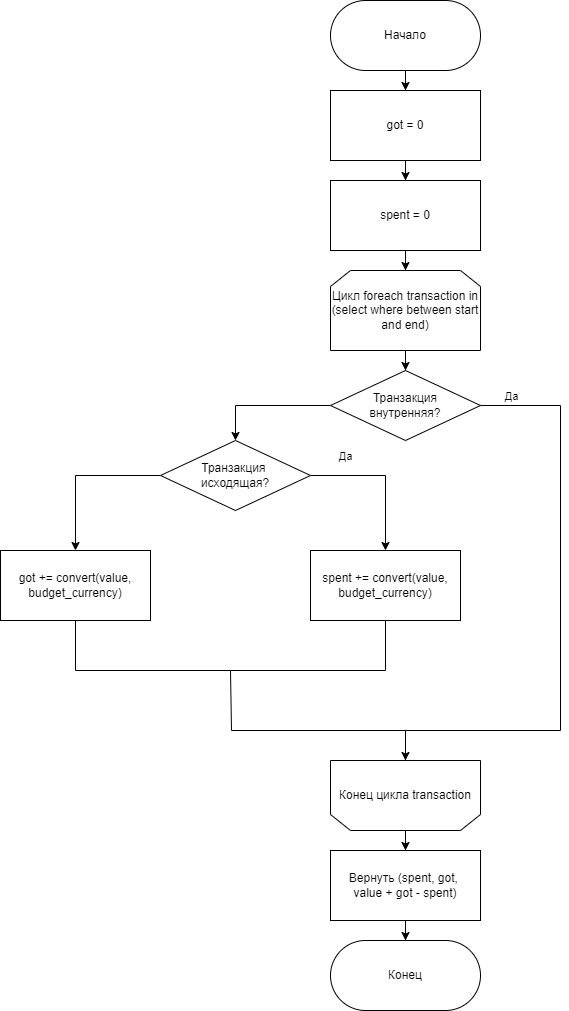 Начало
got = 0
spent = 0
Цикл foreach transaction in
(select where between start
and end)
Транзакция
внутренняя?
Да
Транзакция
исходящая?
Да
got += convert(value,
budget_currency)
spent += convert(value,
budget_currency)
Конец цикла transaction
Вернуть (spent, got,
value + got - spent)
Конец